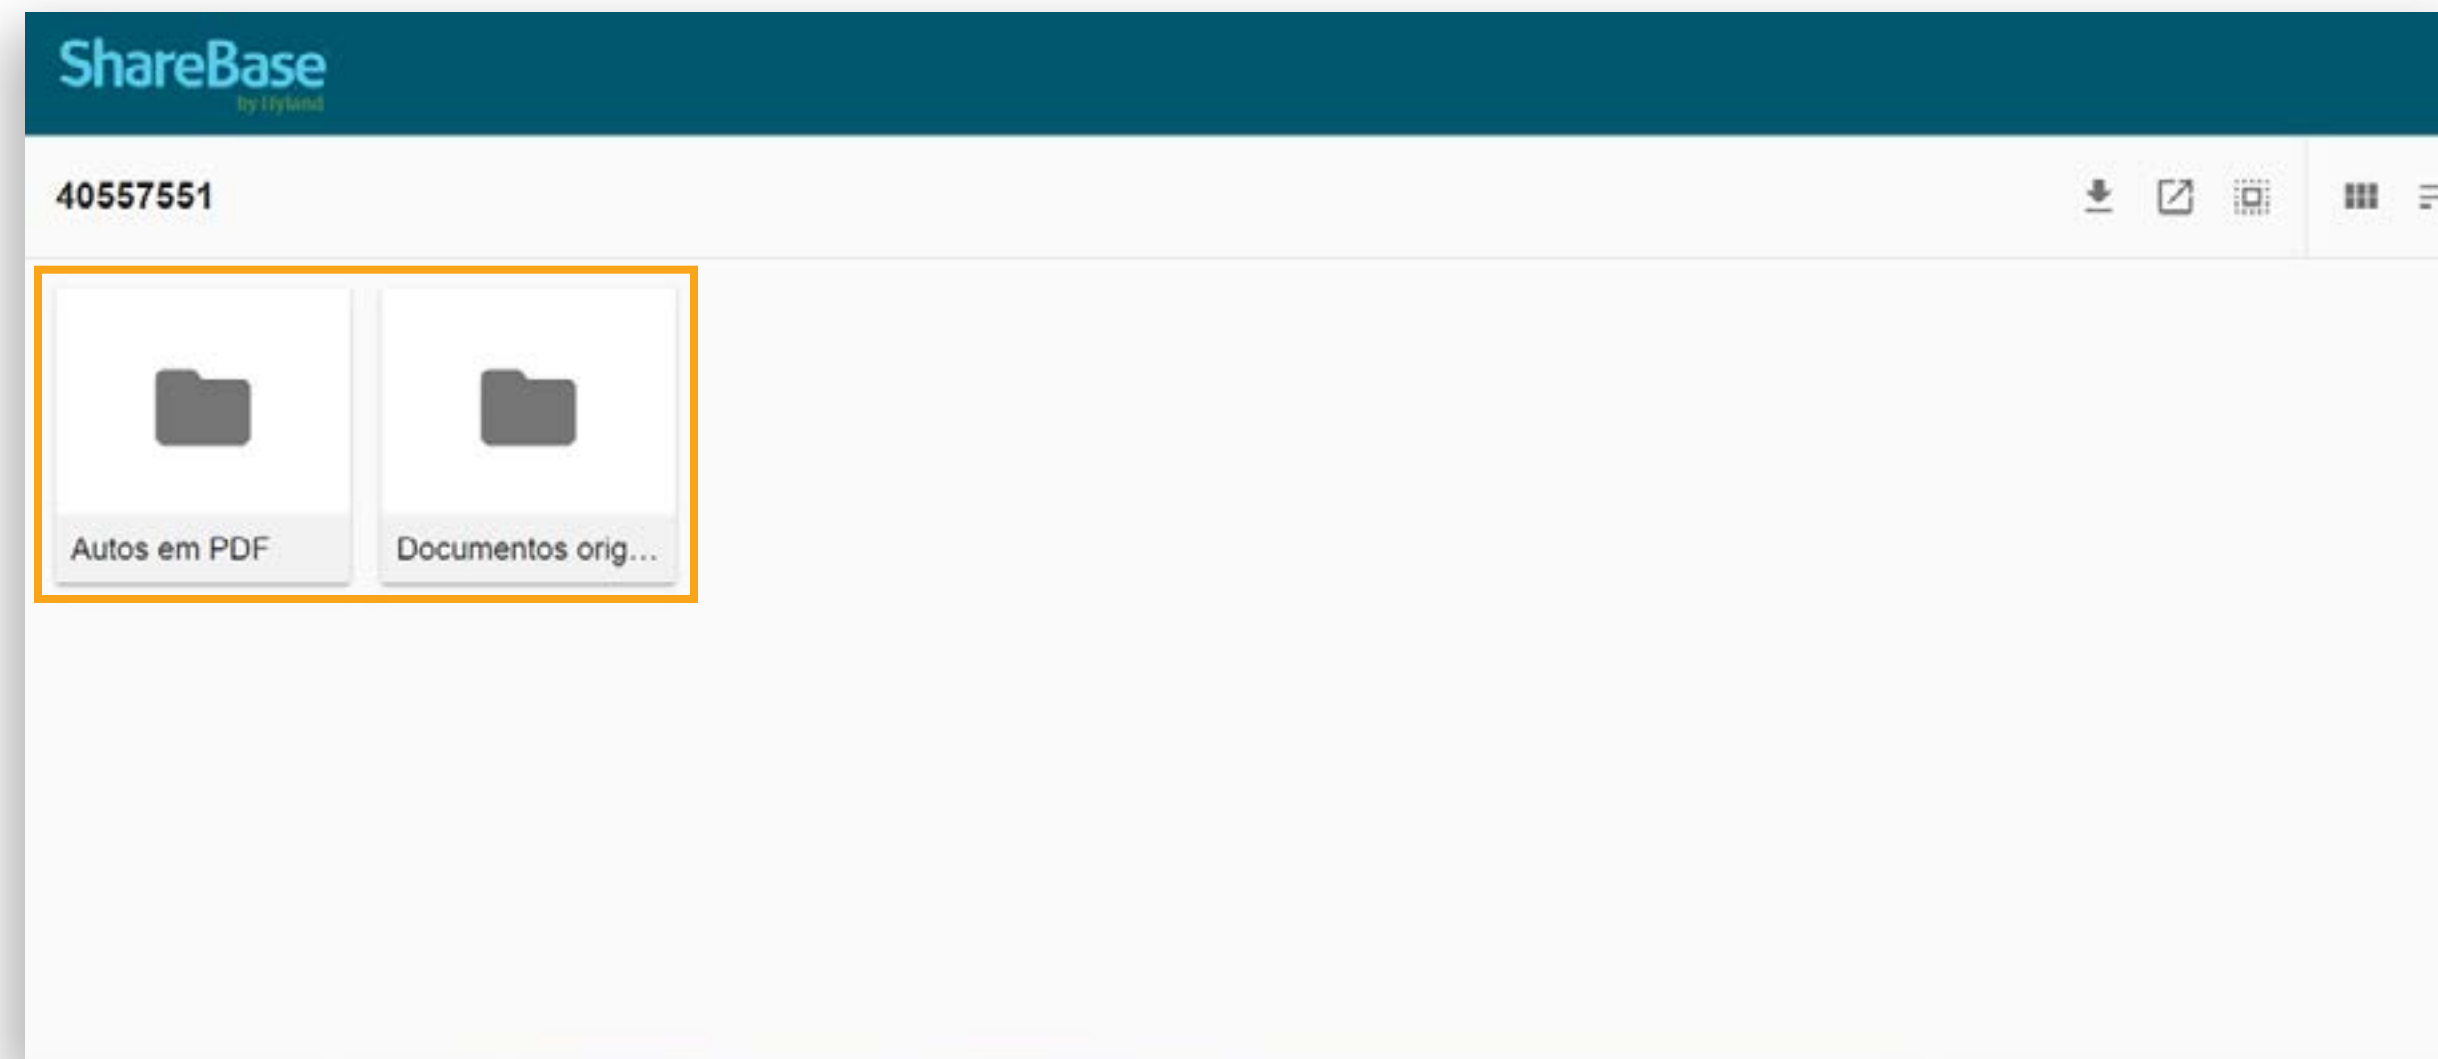 ShareBase
by Hyland
40557551
Autos em PDF
Documentos orig...